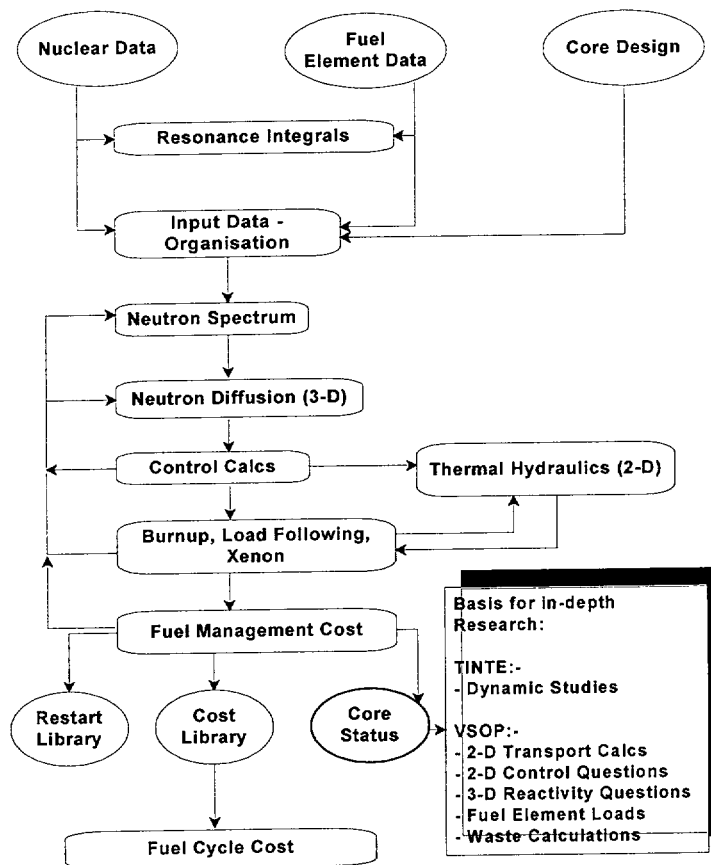 Nuclear Data
Fuel
Element Data
Core Design
Resonance Integrals
Input Data -
Organisation
Neutron Spectrum
Neutron Diffusion (3-D)
Control Calcs
Thermal Hydraulics (2-D)
Burnup, Load Following,
Xenon
Fuel Management Cost
Restart
Library
Cost
Library
Core
Status
Basis for in-depth
Research:
TINTE:-
- Dynamic Studies
VSOP:-
- 2-D Transport Calcs
- 2-D Control Questions
- 3-D Reactivity Questions
- Fuel Element Loads
- Waste Calculations
Fuel Cycle Cost